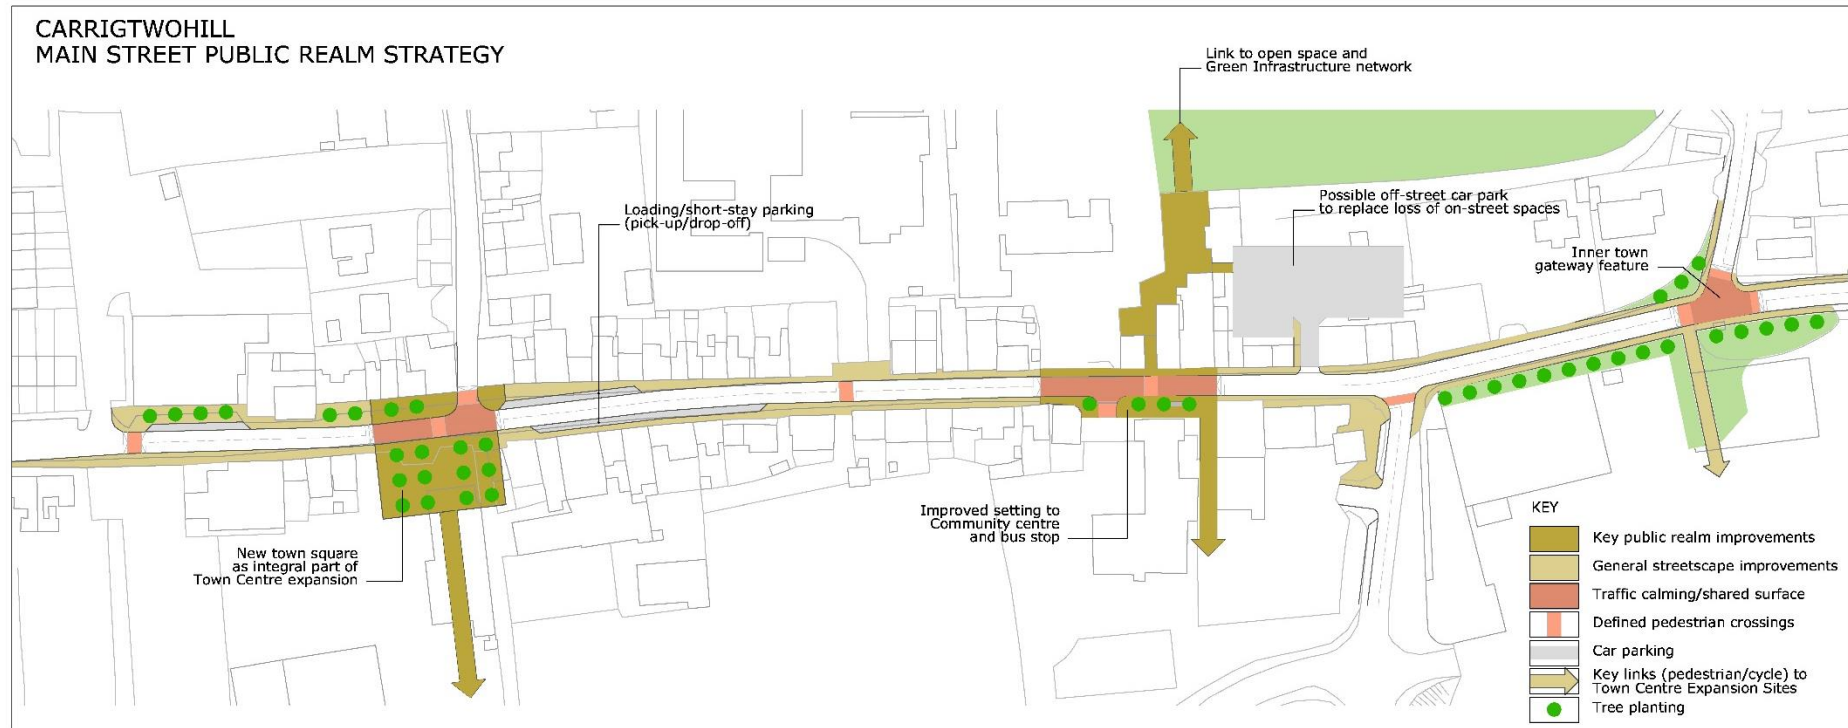 CARRIGTWOHILL
MAIN STREET PUBLIC REALM STRATEGY
Link to open space and
Green Infrastructure network
Loading/short-stay parking
(pick-up/drop-off)
Possible off-street car park
to replace loss of on-street spaces
Inner town
gateway feature
New town square
as integral part of
Town Centre expansion
Improved setting to
Community centre
and bus stop
KEY
Key public realm improvements
General streetscape improvements
Traffic calming/shared surface
Defined pedestrian crossings
Car parking
Key links (pedestrian/cycle) to
Town Centre Expansion Sites
Tree planting